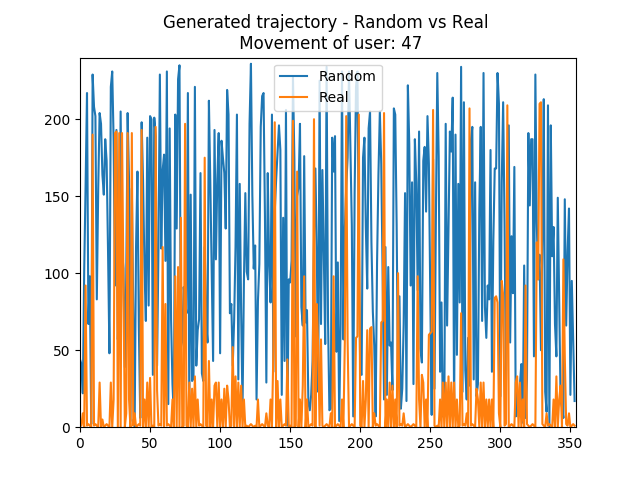 Generated trajectory - Random vs Real
Movement of user: 47
Random
Real
200
150
100
50
0
0 50 100 150 200 250 300 350